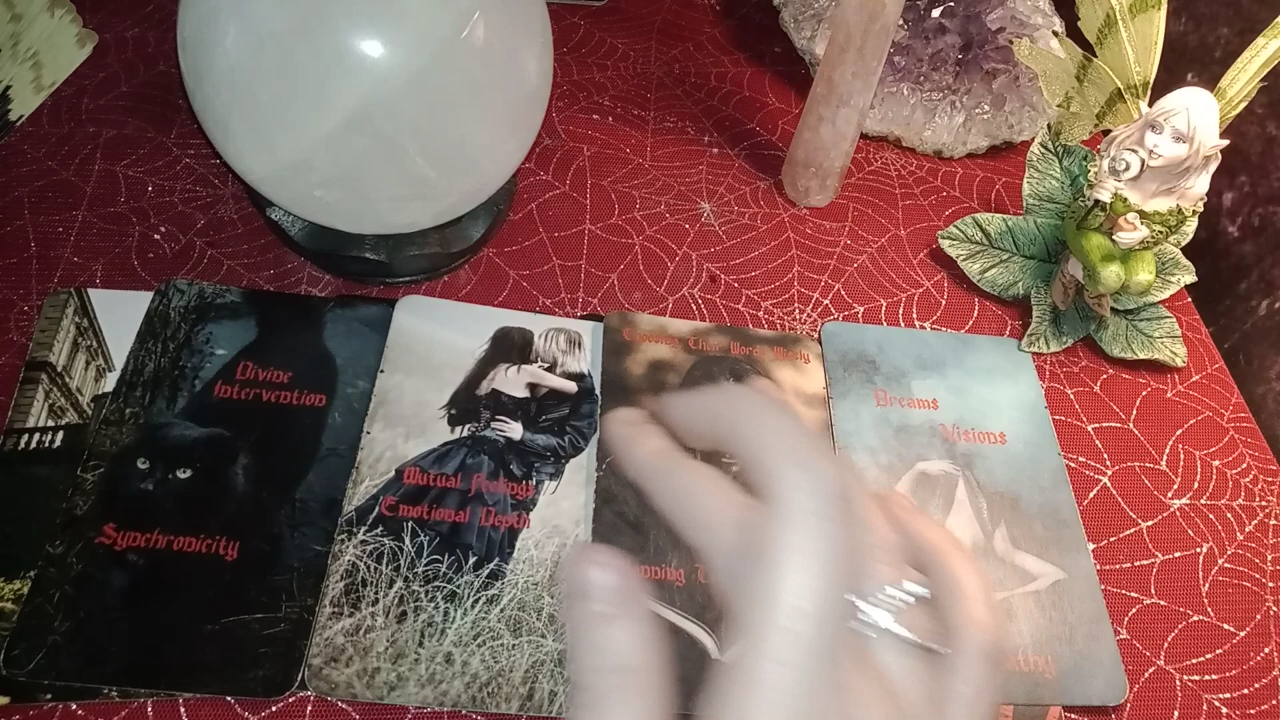 Divine
Intervention
Synchronicity
Mutual Feelings
Emotional Depth
Choosing Their Words Wisely
Dreams
Visions